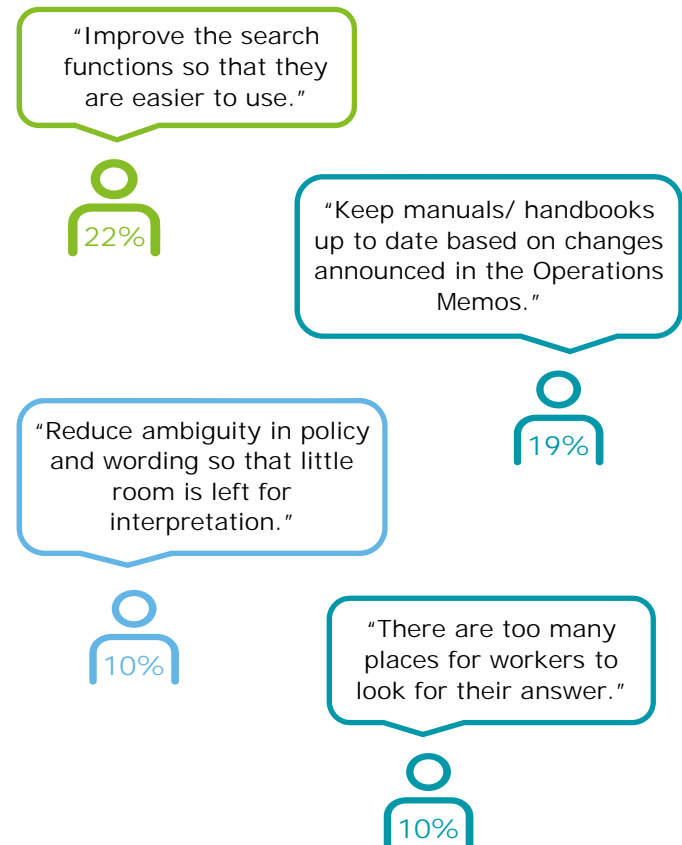 “Improve the search
functions so that they
are easier to use.”
22%
“Keep manuals/ handbooks
up to date based on changes
announced in the Operations
Memos.”
19%
“Reduce ambiguity in policy
and wording so that little
room is left for
interpretation.”
10%
“There are too many
places for workers to
look for their answer.”
10%